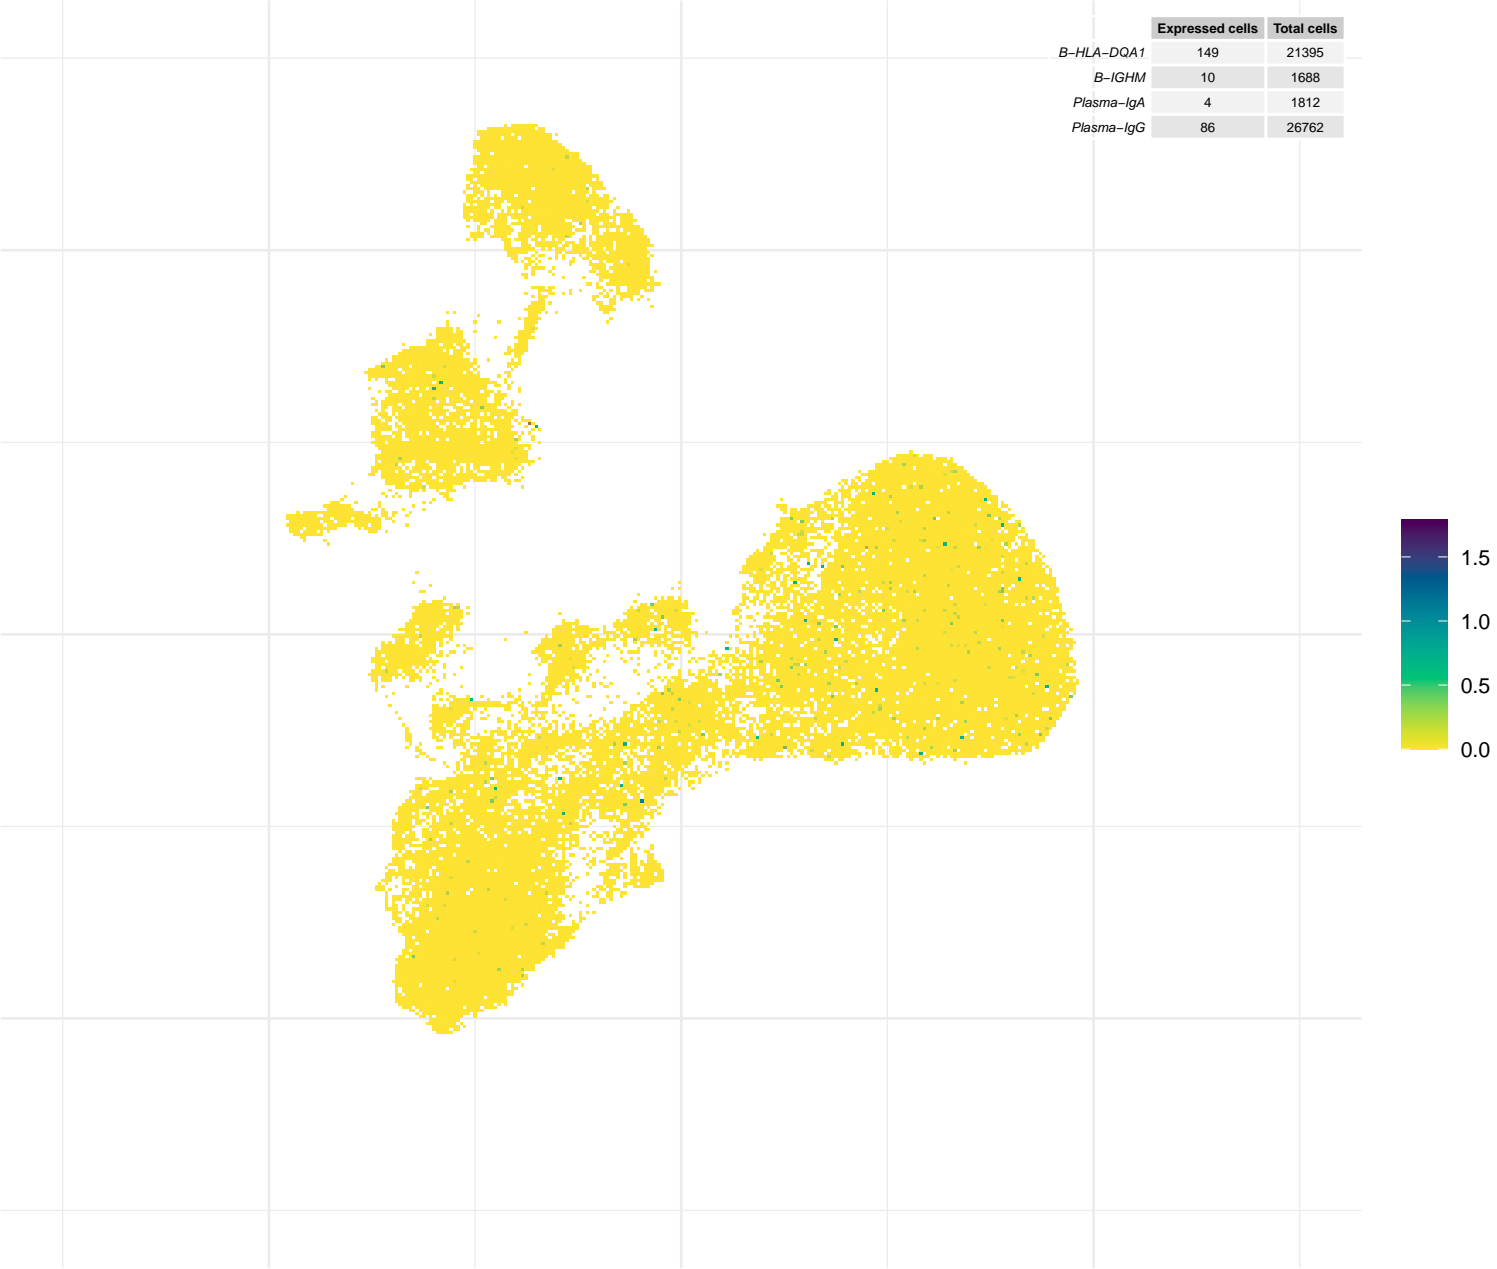 Expressed cells Total cells
B−HLA−DQA1 149 21395
B−IGHM 10 1688
Plasma−IgA 4 1812
Plasma−IgG 86 26762
1.5
1.0
0.5
0.0